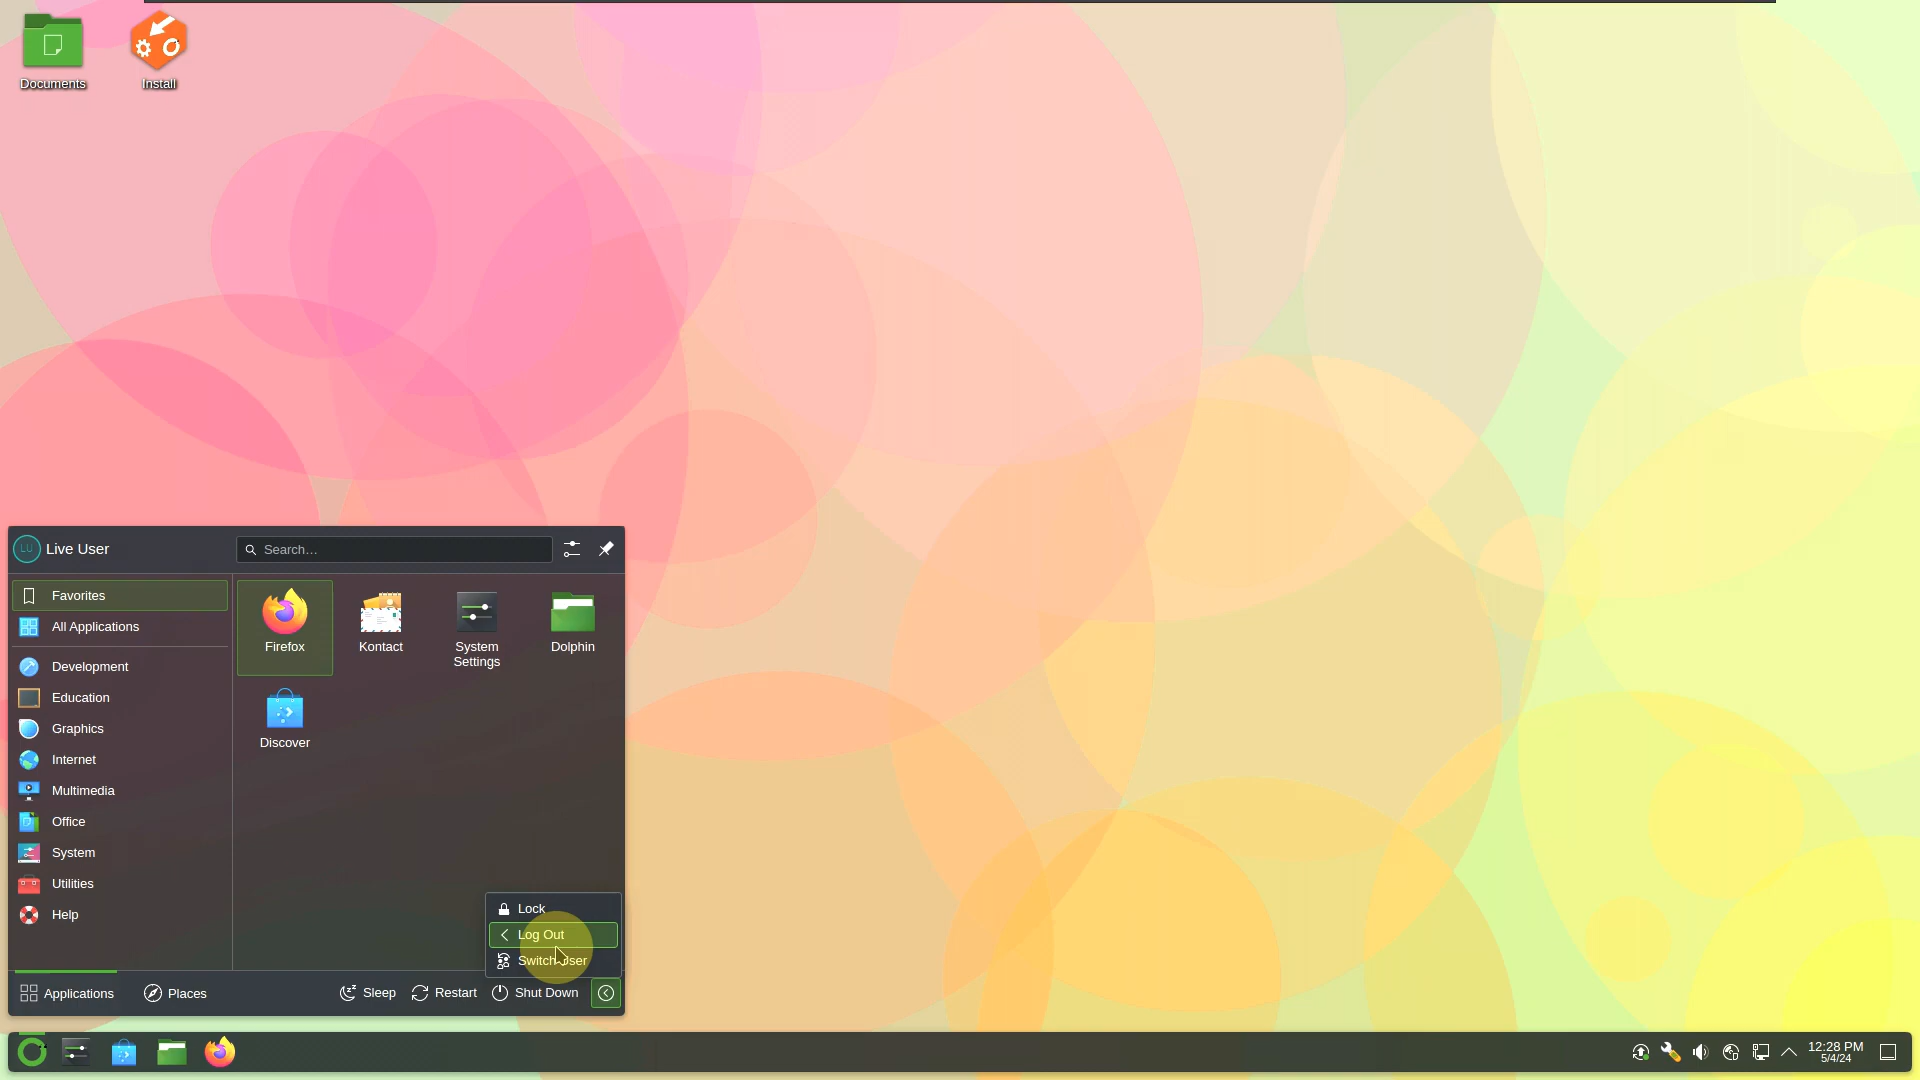 Documents
Install
LU
Live User
Search...
Favorites
All Applications
Development
Education
Graphics
Internet
Multimedia
Office
System
Utilities
Help
Firefox
Kontact
System
Settings
Dolphin
Discover
Lock
Log Out
Switch User
Applications
Places
Sleep
Restart
Shut Down
12:28 PM
5/4/24